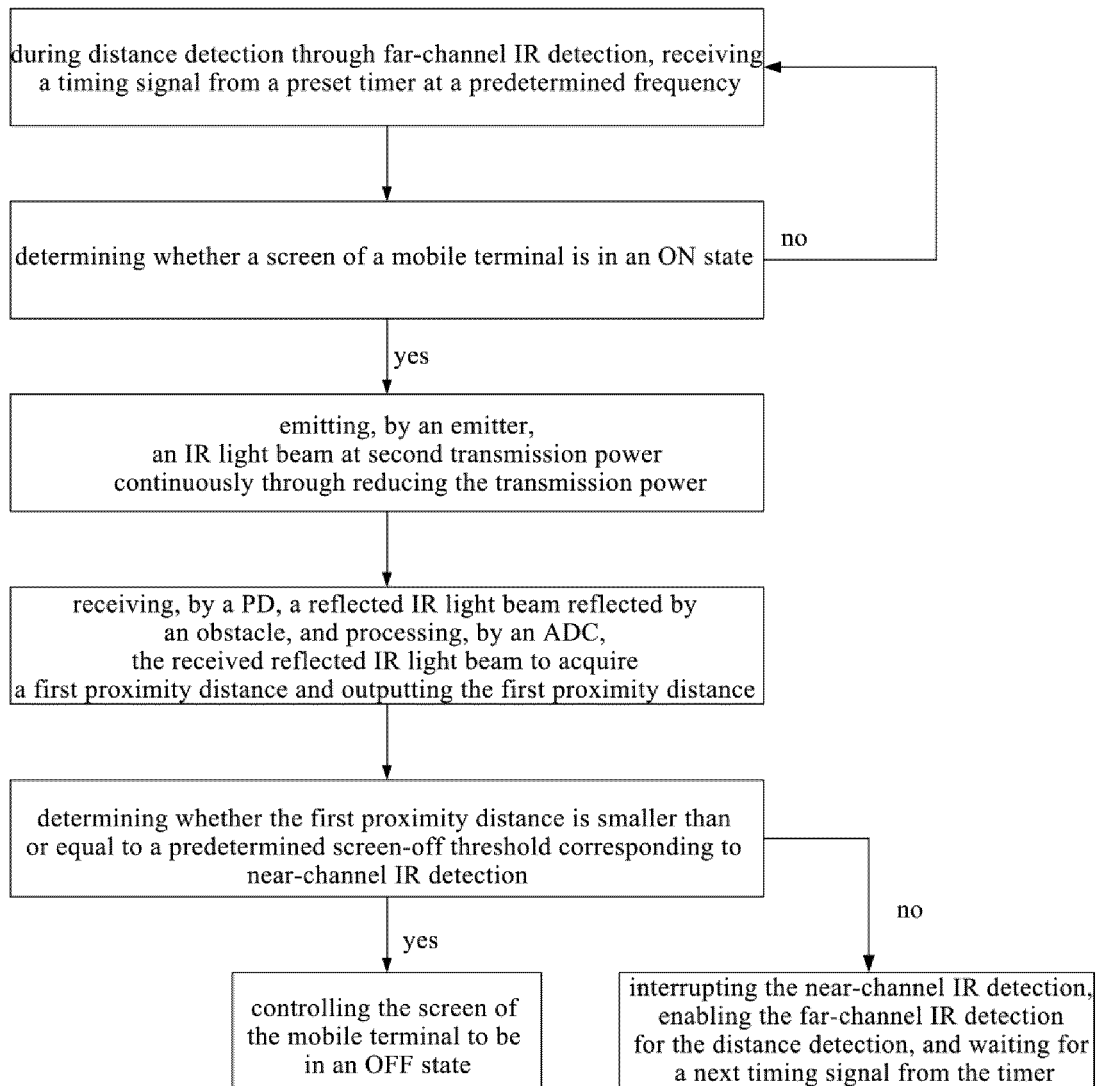 during distance detection through far-channel IR detection, receiving
a timing signal from a preset timer at a predetermined frequency
determining whether a screen of a mobile terminal is in an ON state
no
yes
emitting, by an emitter,
an IR light beam at second transmission power
continuously through reducing the transmission power
receiving, by a PD, a reflected IR light beam reflected by
an obstacle, and processing, by an ADC,
the received reflected IR light beam to acquire
a first proximity distance and outputting the first proximity distance
determining whether the first proximity distance is smaller than
or equal to a predetermined screen-off threshold corresponding to
near-channel IR detection
yes
no
controlling the screen of
the mobile terminal to be
in an OFF state
interrupting the near-channel IR detection,
enabling the far-channel IR detection
for the distance detection, and waiting for
a next timing signal from the timer